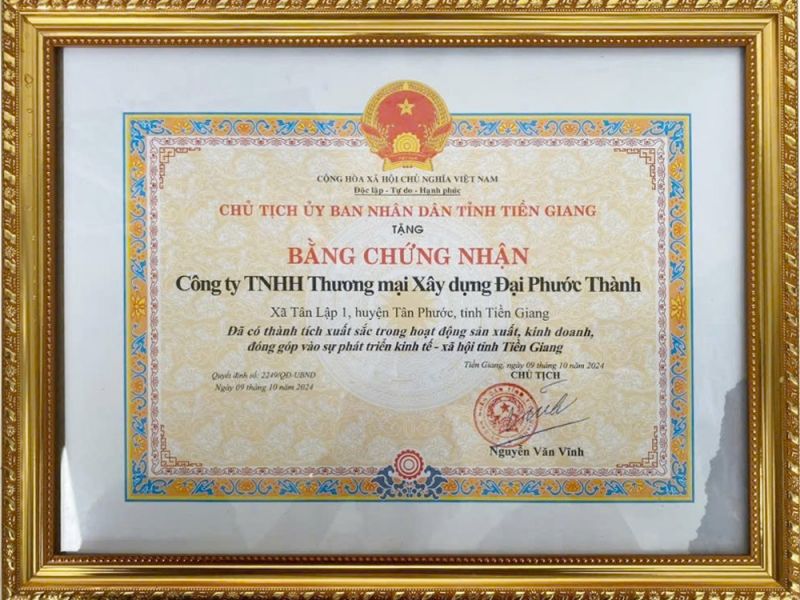 CỘNG HÒA XÃ HỘI CHỦ NGHĨA VIỆT NAM
Độc lập - Tự do - Hạnh phúc
CHỦ TỊCH ỦY BAN NHÂN DÂN TỈNH TIỀN GIANG
TẶNG
BẰNG CHỨNG NHẬN
Công ty TNHH Thương mại Xây dựng Đại Phước Thành
Xã Tân Lập 1, huyện Tân Phước, tỉnh Tiền Giang
Đã có thành tích xuất sắc trong hoạt động sản xuất, kinh doanh,
đóng góp vào sự phát triển kinh tế - xã hội tỉnh Tiền Giang
Tiền Giang, ngày 09 tháng 10 năm 2024
Quyết định số: 2249/QĐ-UBND
CHỦ TỊCH
Ngày 09 tháng 10 năm 2024
Nguyễn Văn Vĩnh